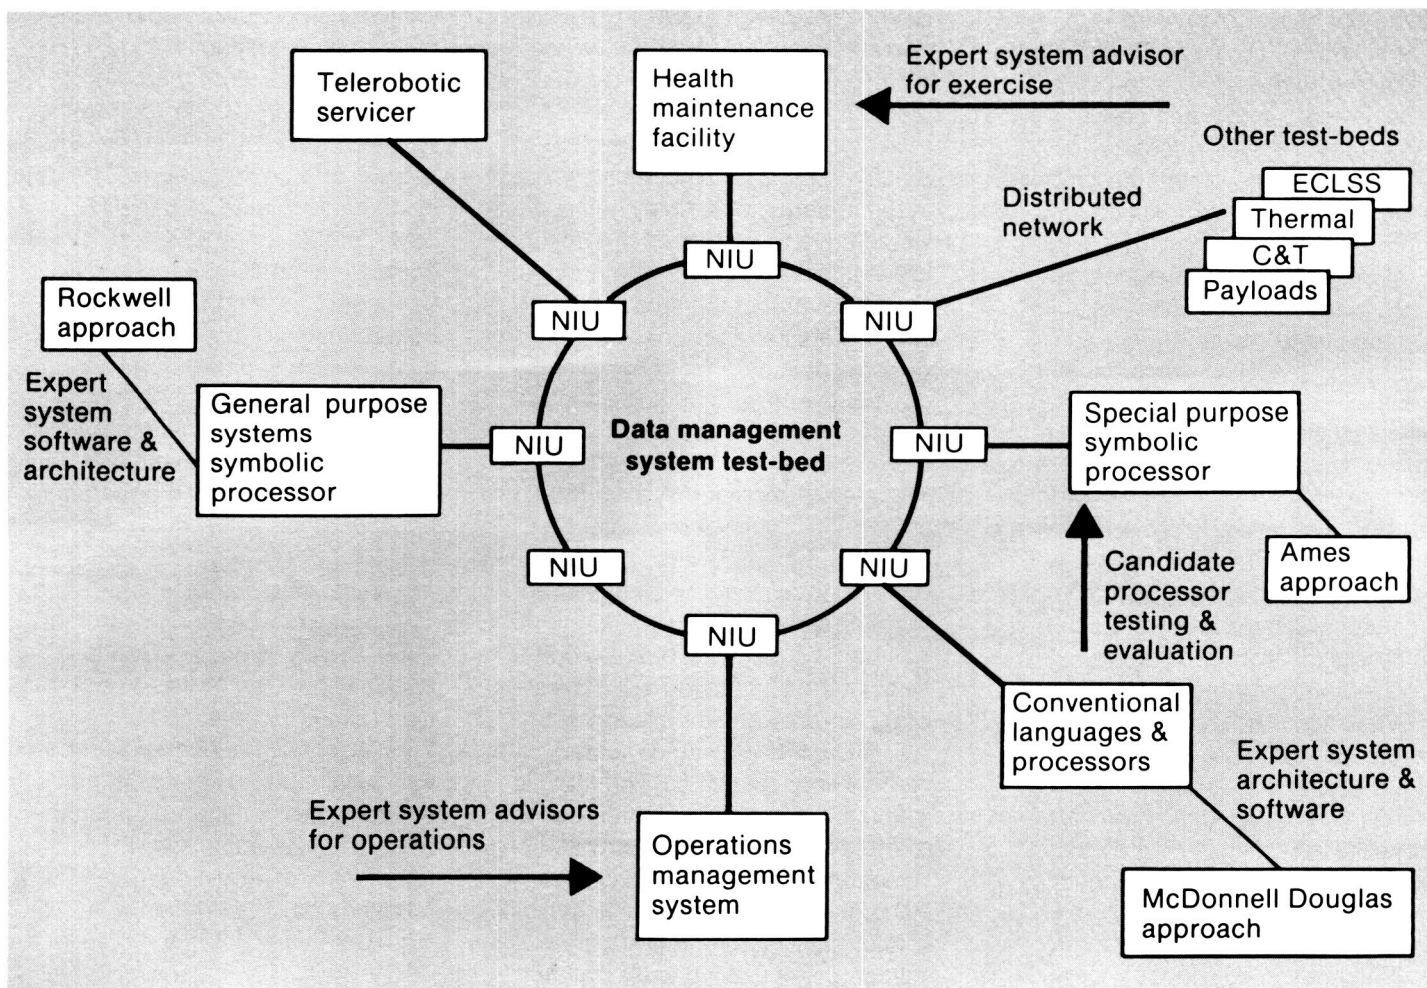 Telerobotic
servicer
Health
maintenance
facility
Expert system advisor
for exercise
Other test-beds
ECLSS
Thermal
C&T
Payloads
Distributed
network
NIU
NIU
NIU
Rockwell
approach
Expert
system
software &
architecture
General purpose
systems
symbolic
processor
NIU
Data management
system test-bed
NIU
Special purpose
symbolic
processor
Ames
approach
Candidate
processor
testing &
evaluation
NIU
NIU
NIU
Conventional
languages &
processors
Expert system
architecture &
software
McDonnell Douglas
approach
Expert system advisors
for operations
Operations
management
system